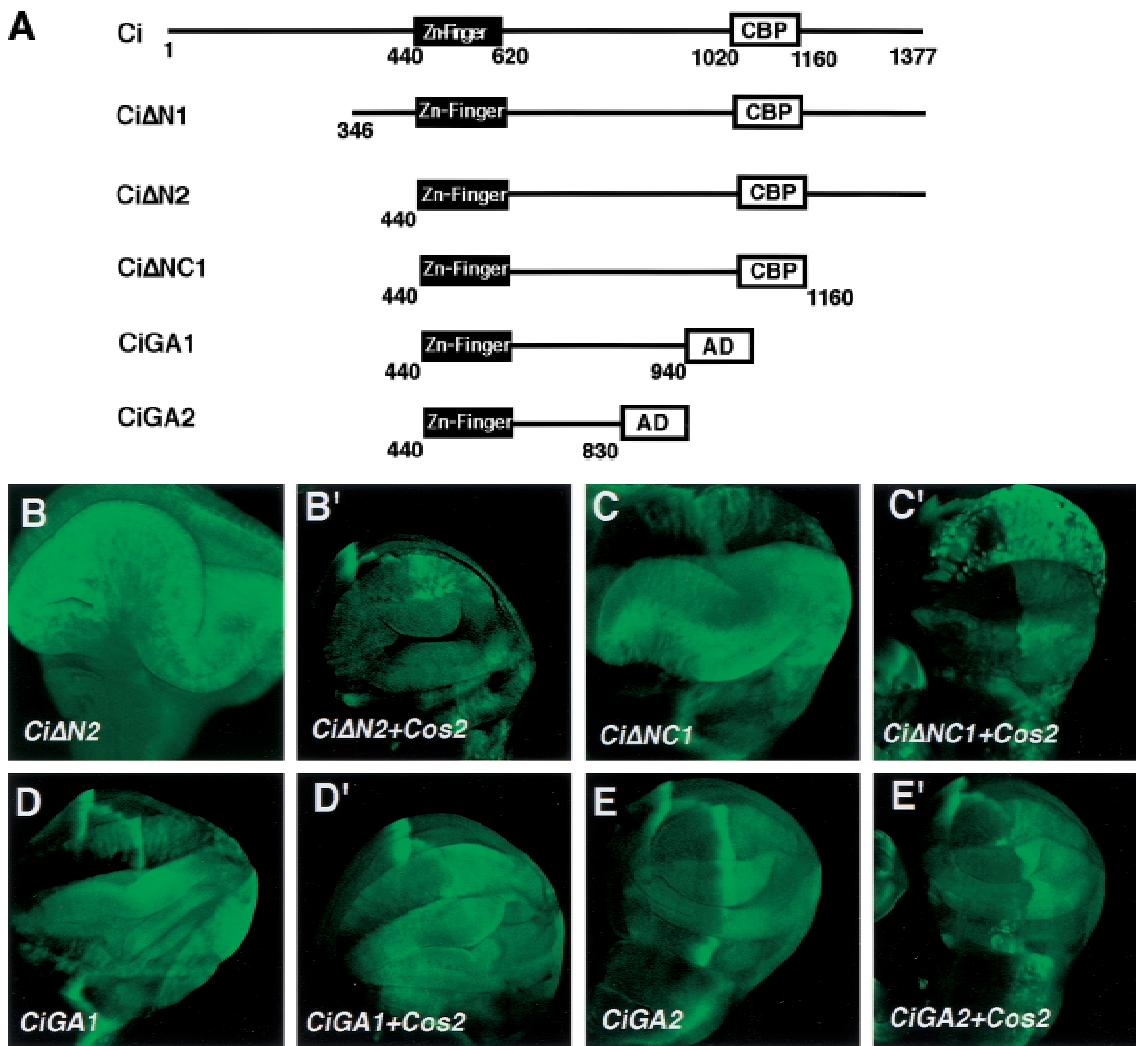 A
Ci
Zn-Finger
CBP
1
440
620
1020
1160
1377
CiΔN1
Zn-Finger
CBP
346
CiΔN2
Zn-Finger
CBP
440
CiΔNC1
Zn-Finger
CBP
440
1160
CiGA1
Zn-Finger
AD
440
940
CiGA2
Zn-Finger
AD
440
830
B
B'
C
C'
CiΔN2
CiΔN2+Cos2
CiΔNC1
CiΔNC1+Cos2
D
D'
E
E'
CiGA1
CiGA1+Cos2
CiGA2
CiGA2+Cos2